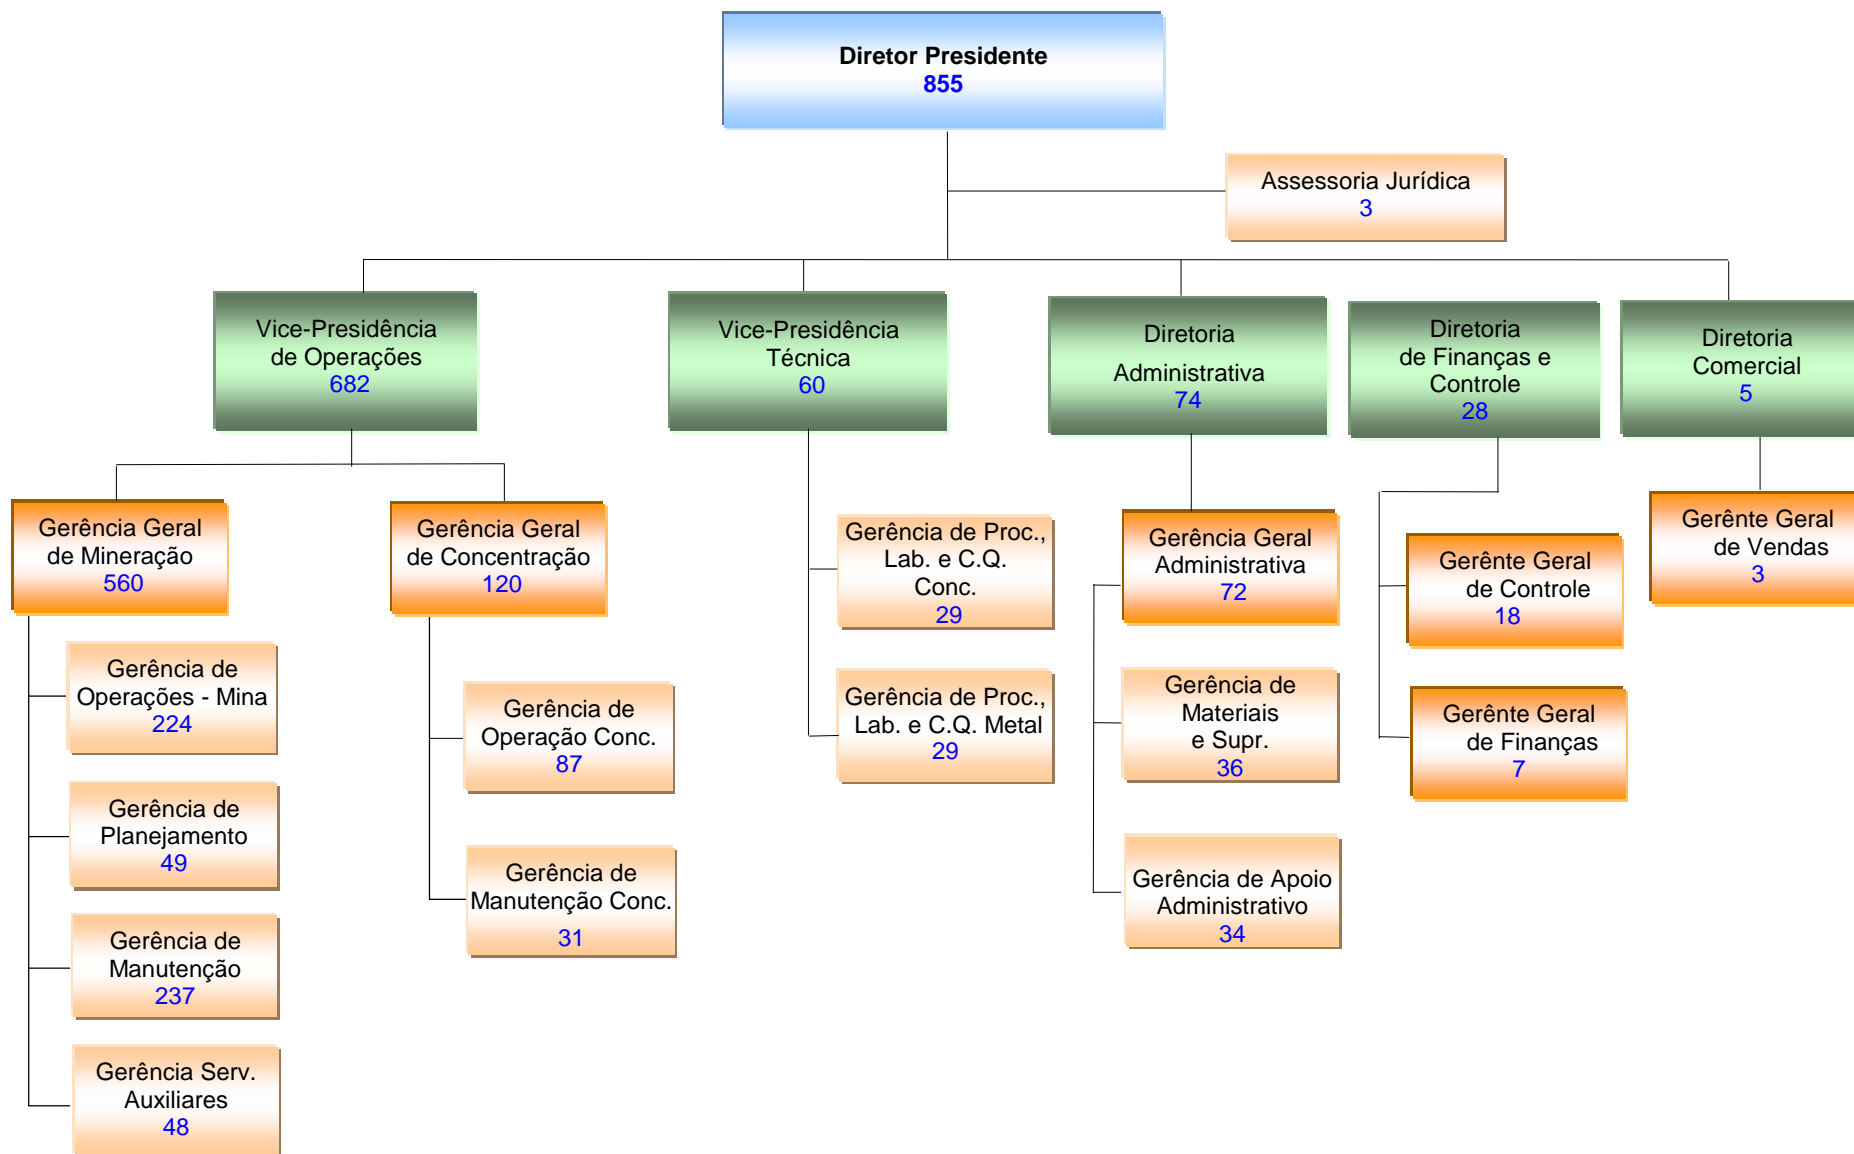 Diretor Presidente
855
Assessoria Jurídica
3
Vice-Presidência
de Operações
682
Vice-Presidência
Técnica
60
Diretoria
Administrativa
74
Diretoria
de Finanças e
Controle
28
Diretoria
Comercial
5
Gerência Geral
de Mineração
560
Gerência Geral
de Concentração
120
Gerência de Proc.,
Lab. e C.Q.
Conc.
29
Gerência Geral
Administrativa
72
Gerênte Geral
de Controle
18
Gerênte Geral
de Vendas
3
Gerência de
Operações - Mina
224
Gerência de
Operação Conc.
87
Gerência de Proc.,
Lab. e C.Q. Metal
29
Gerência de
Materiais
e Supr.
36
Gerênte Geral
de Finanças
7
Gerência de
Planejamento
49
Gerência de
Manutenção Conc.
31
Gerência de Apoio
Administrativo
34
Gerência de
Manutenção
237
Gerência Serv.
Auxiliares
48